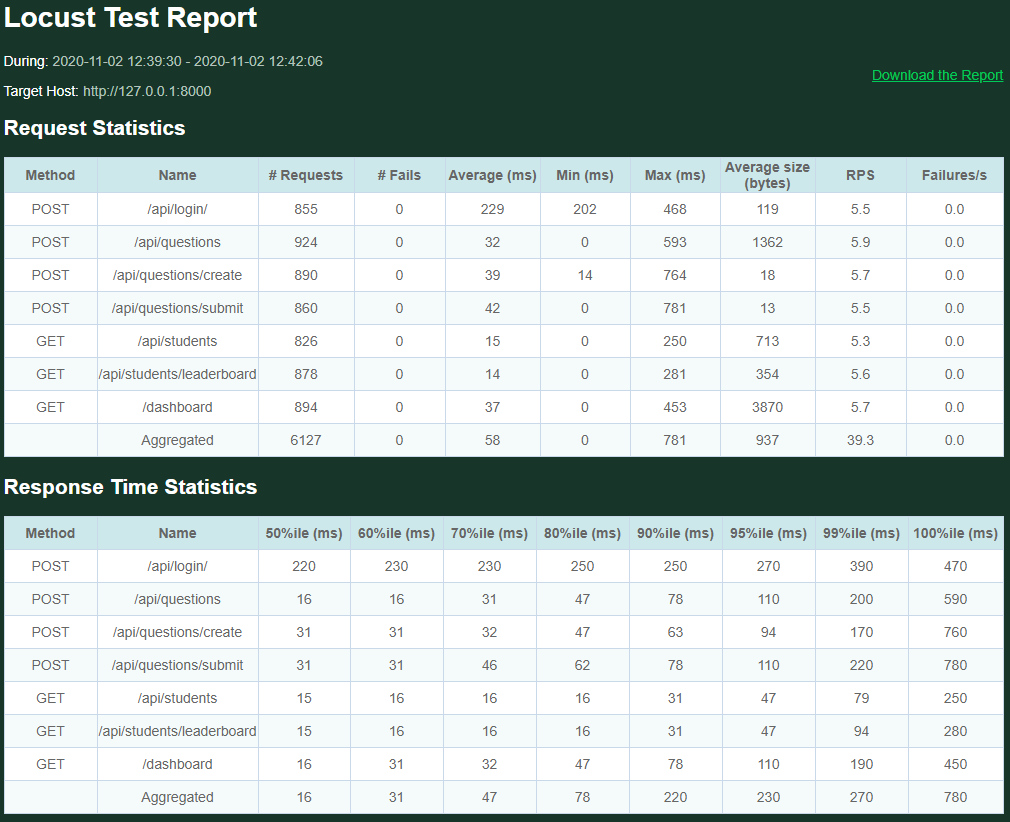 Locust Test Report
During: 2020-11-02 12:39:30 - 2020-11-02 12:42:06
Download the Report
Target Host: http://127.0.0.1:8000
Request Statistics
Method Name # Requests # Fails Average (ms) Min (ms) Max (ms) Average size (bytes) RPS Failures/s
POST /api/login/ 855 0 229 202 468 119 5.5 0.0
POST /api/questions 924 0 32 0 593 1362 5.9 0.0
POST /api/questions/create 890 0 39 14 764 18 5.7 0.0
POST /api/questions/submit 860 0 42 0 781 13 5.5 0.0
GET /api/students 826 0 15 0 250 713 5.3 0.0
GET /api/students/leaderboard 878 0 14 0 281 354 5.6 0.0
GET /dashboard 894 0 37 0 453 3870 5.7 0.0
Aggregated 6127 0 58 0 781 937 39.3 0.0
Response Time Statistics
Method Name 50%ile (ms) 60%ile (ms) 70%ile (ms) 80%ile (ms) 90%ile (ms) 95%ile (ms) 99%ile (ms) 100%ile (ms)
POST /api/login/ 220 230 230 250 250 270 390 470
POST /api/questions 16 16 31 47 78 110 200 590
POST /api/questions/create 31 31 32 47 63 94 170 760
POST /api/questions/submit 31 31 46 62 78 110 220 780
GET /api/students 15 16 16 16 31 47 79 250
GET /api/students/leaderboard 15 16 16 16 31 47 94 280
GET /dashboard 16 31 32 47 78 110 190 450
Aggregated 16 31 47 78 220 230 270 780